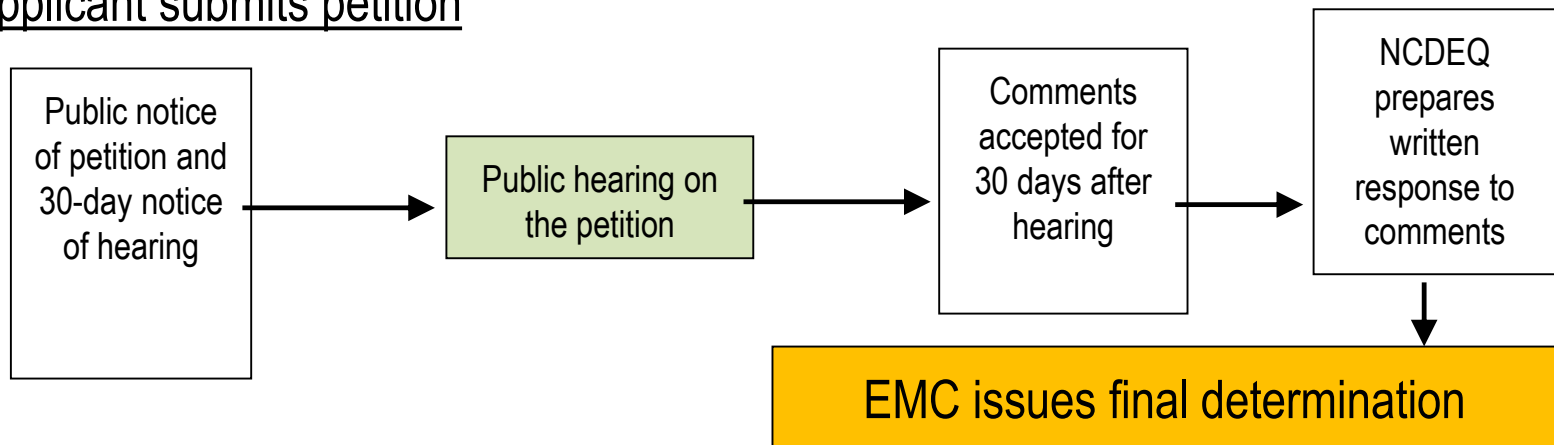 pplicant submits petition
Public notice
of petition and
30-day notice
of hearing
Public hearing on
the petition
Comments
accepted for
30 days after
hearing
NCDEQ
prepares
written
response to
comments
EMC issues final determination